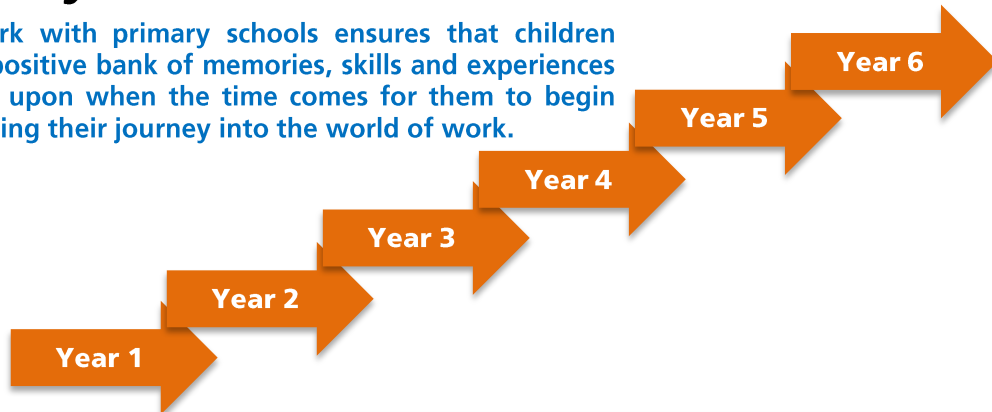 with primary schools ensures that children
positive bank of memories, skills and experiences
upon when the time comes for them to begin
their journey into the world of work.
Year 6
Year 5
Year 4
Year 3
Year 2
Year 1